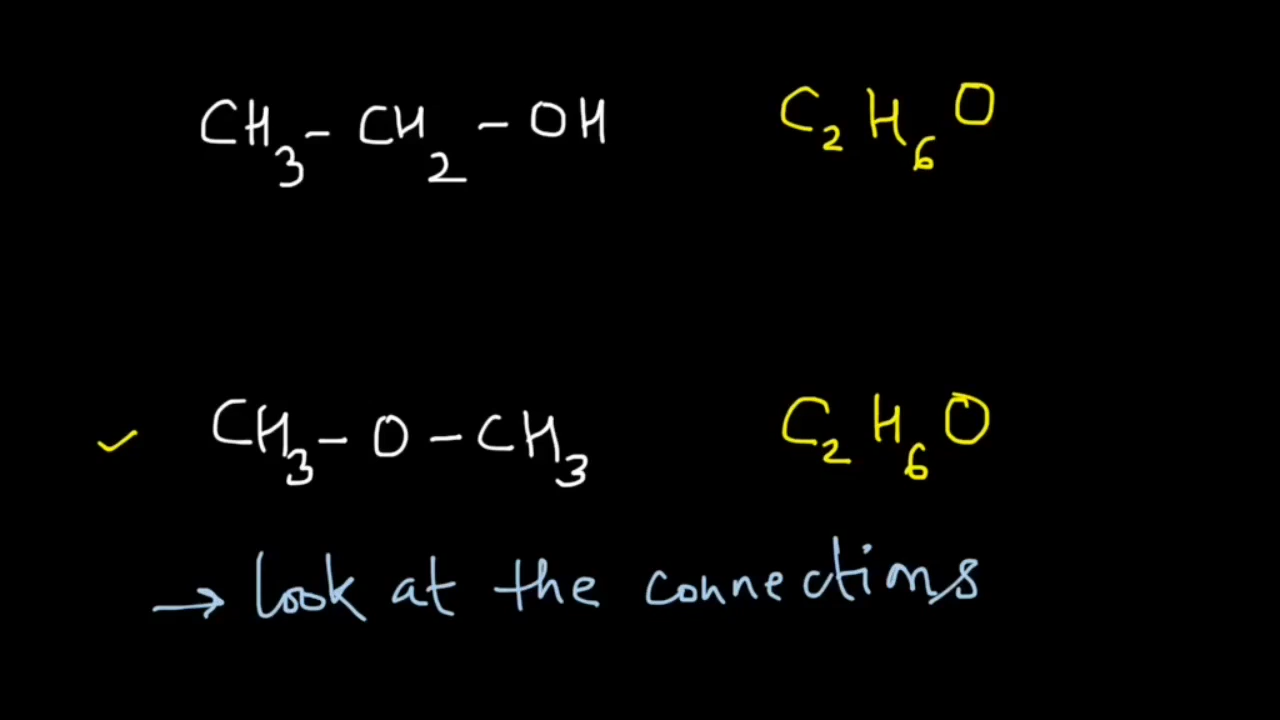 CH₃ – CH₂ – OH C₂H₆O
✓ CH₃ – O – CH₃ C₂H₆O
→ look at the connections